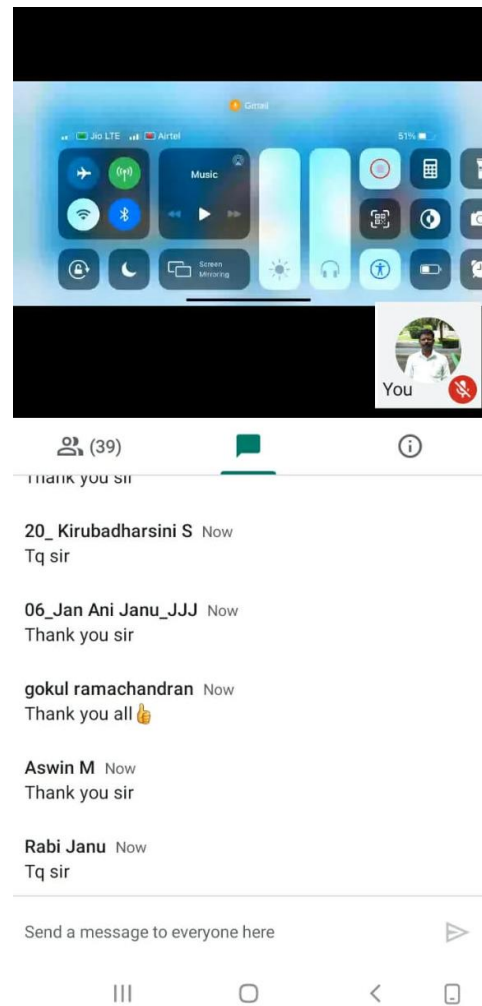 Jio LTE Airtel
51%
Music
Screen
Mirroring
You
(39)
Thank you sir
20_ Kirubadharsini S Now
Tq sir
06_Jan Ani Janu_JJJ Now
Thank you sir
gokul ramachandran Now
Thank you all👍
Aswin M Now
Thank you sir
Rabi Janu Now
Tq sir
Send a message to everyone here